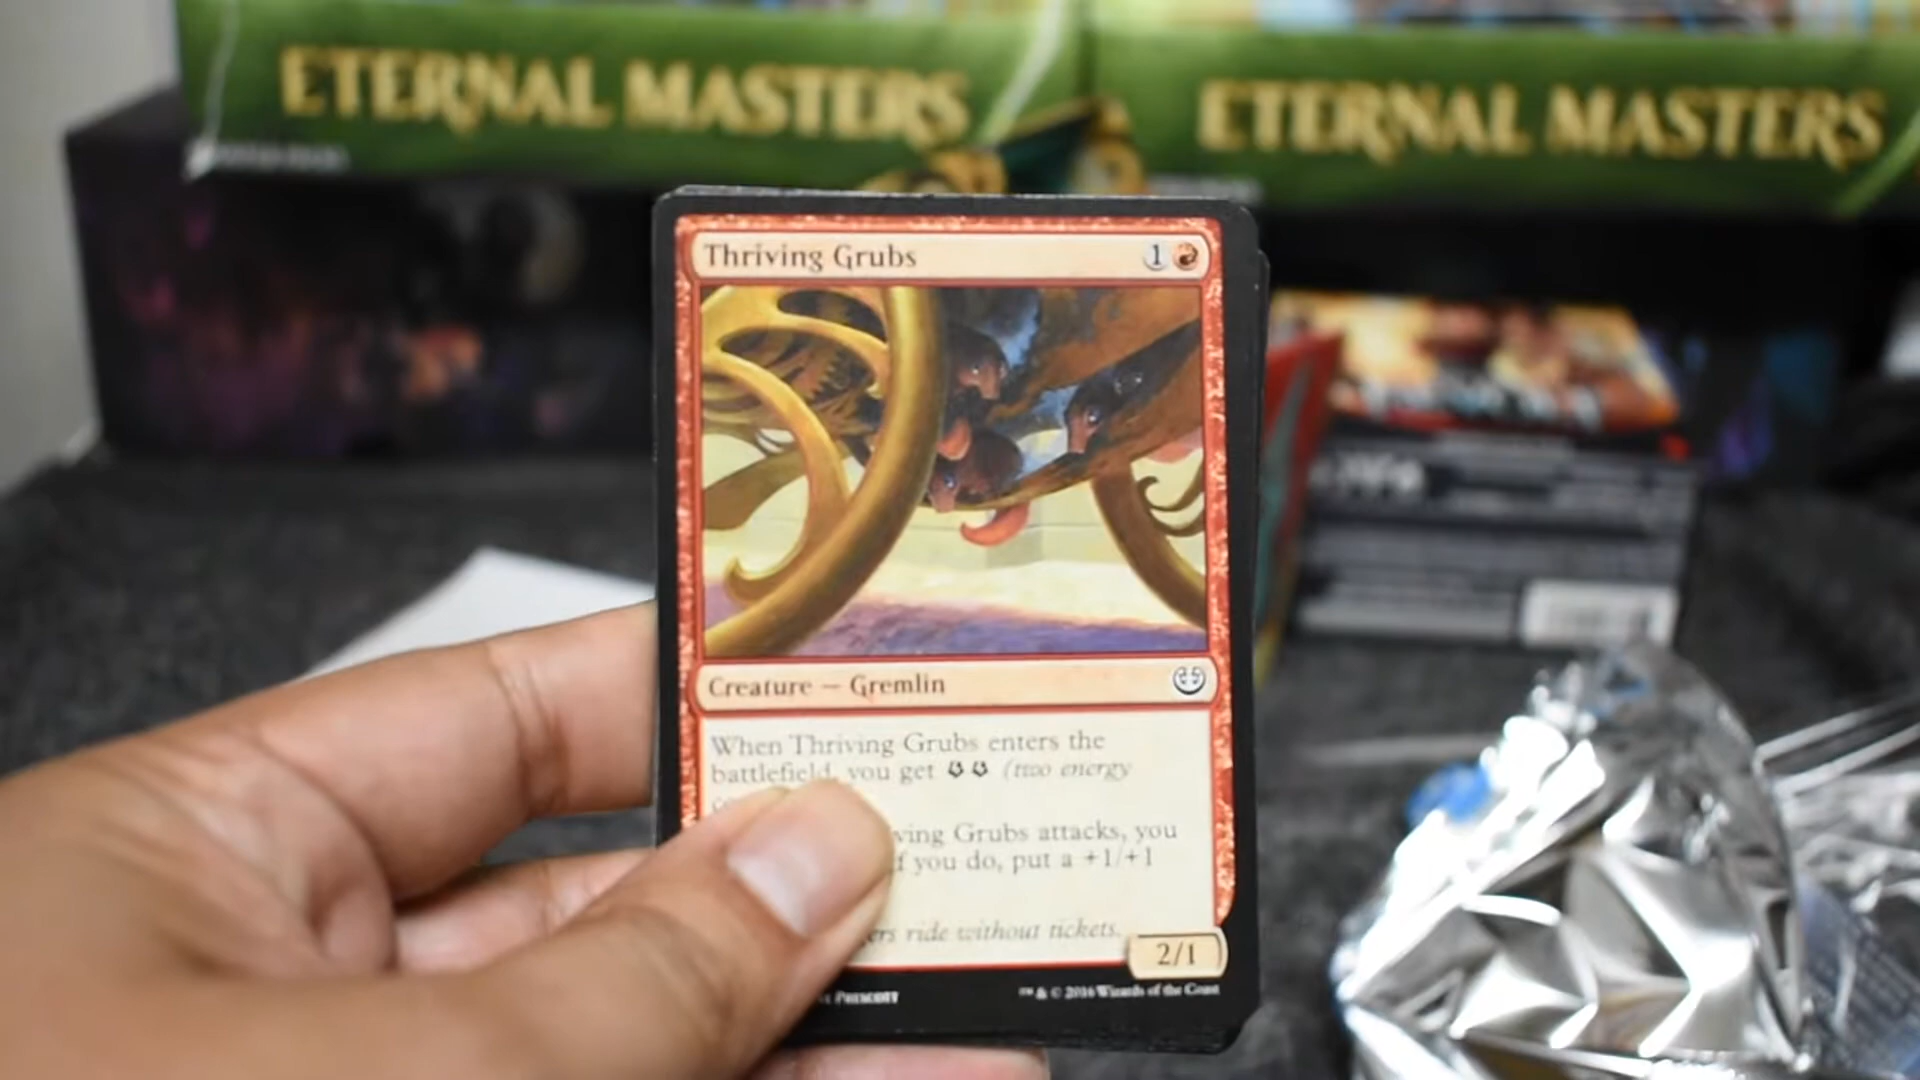 ETERNAL MASTERS
ETERNAL MASTERS
Thriving Grubs 1
Creature — Gremlin
When Thriving Grubs enters the
battlefield, you get (two energy
ving Grubs attacks, you
f you do, put a +1/+1
ers ride without tickets.
2/1
PRESCOTT
™ & © 2016 Wizards of the Coast